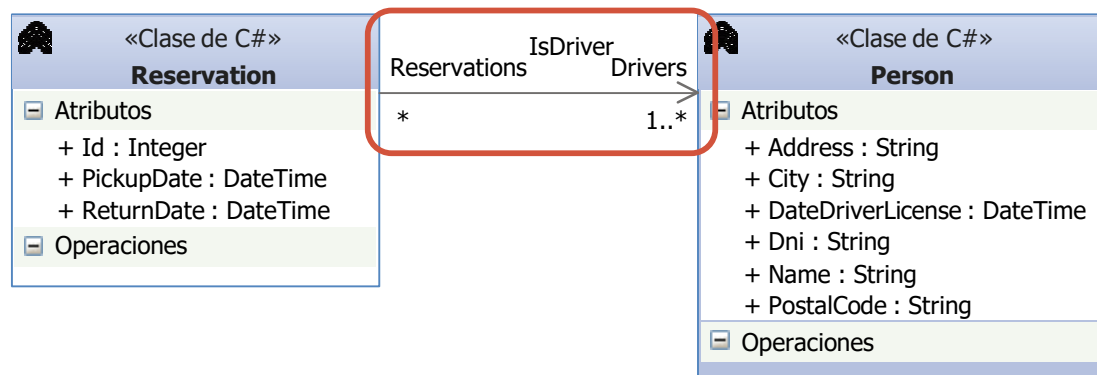 «Clase de C#»
Reservation
Atributos
+ Id : Integer
+ PickupDate : DateTime
+ ReturnDate : DateTime
Operaciones
IsDriver
Reservations Drivers
* 1..*
«Clase de C#»
Person
Atributos
+ Address : String
+ City : String
+ DateDriverLicense : DateTime
+ Dni : String
+ Name : String
+ PostalCode : String
Operaciones